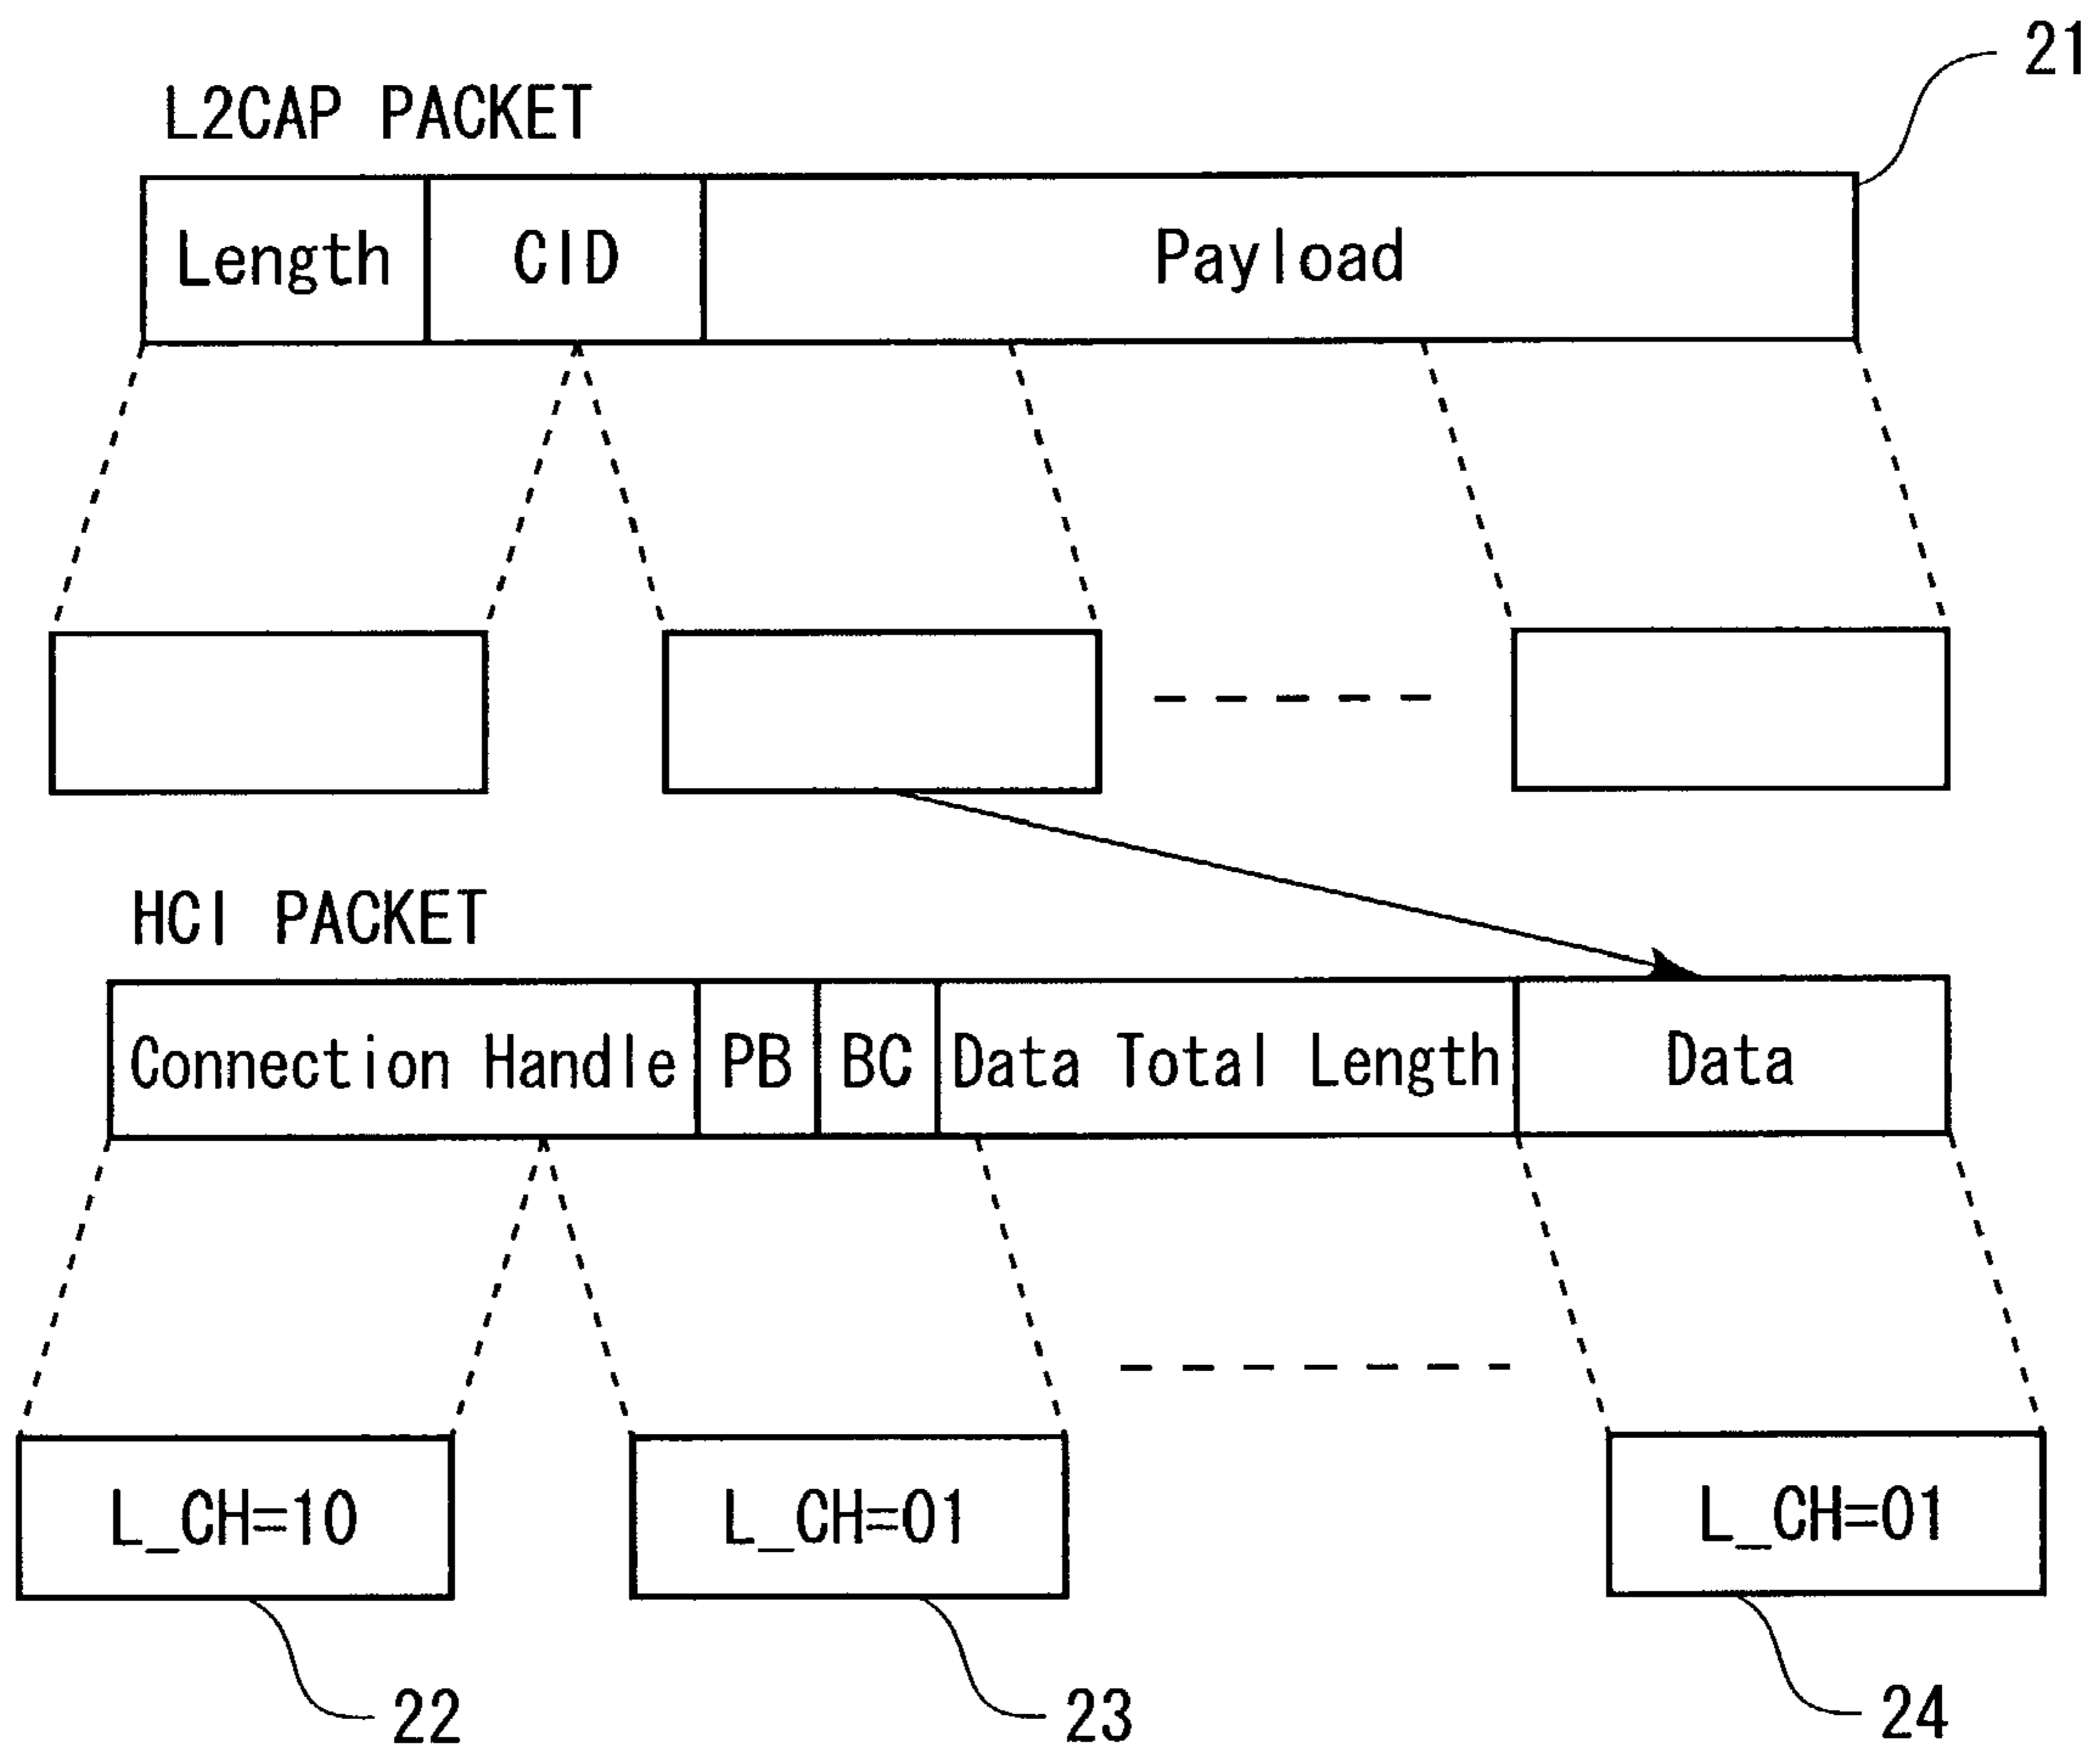 21
L2CAP PACKET
Length CID Payload
HCI PACKET
Connection Handle PB BC Data Total Length Data
L_CH=10 L_CH=01 L_CH=01
22 23 24